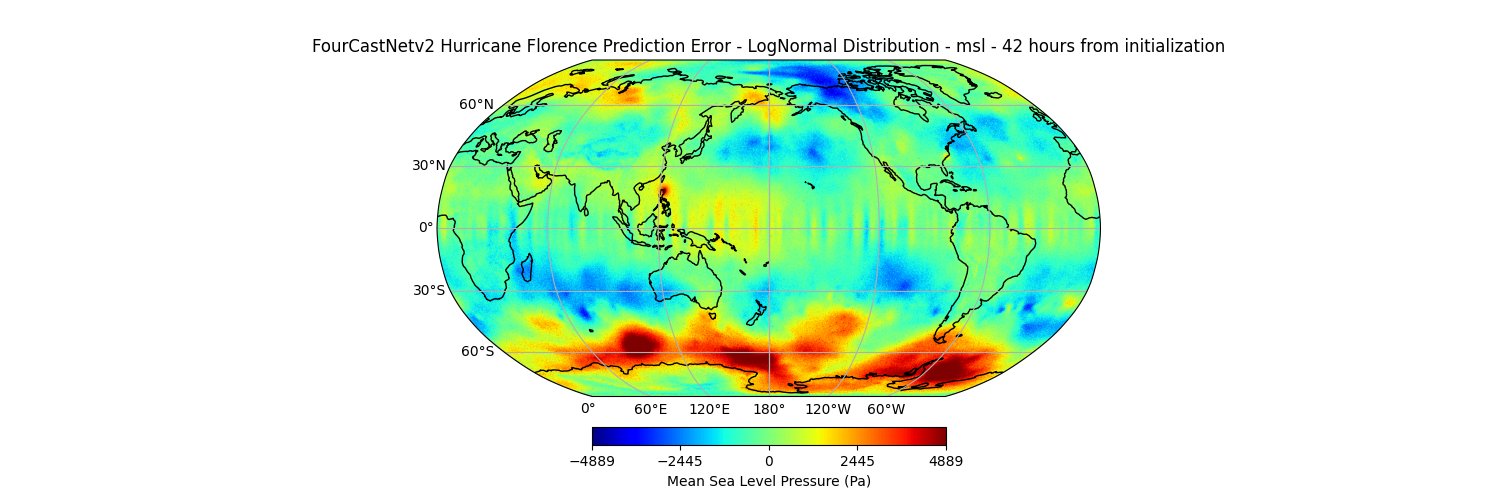 FourCastNetv2 Hurricane Florence Prediction Error - LogNormal Distribution - msl - 42 hours from initialization
60°N
30°N
0°
30°S
60°S
0° 60°E 120°E 180° 120°W 60°W
−4889 −2445 0 2445 4889
Mean Sea Level Pressure (Pa)